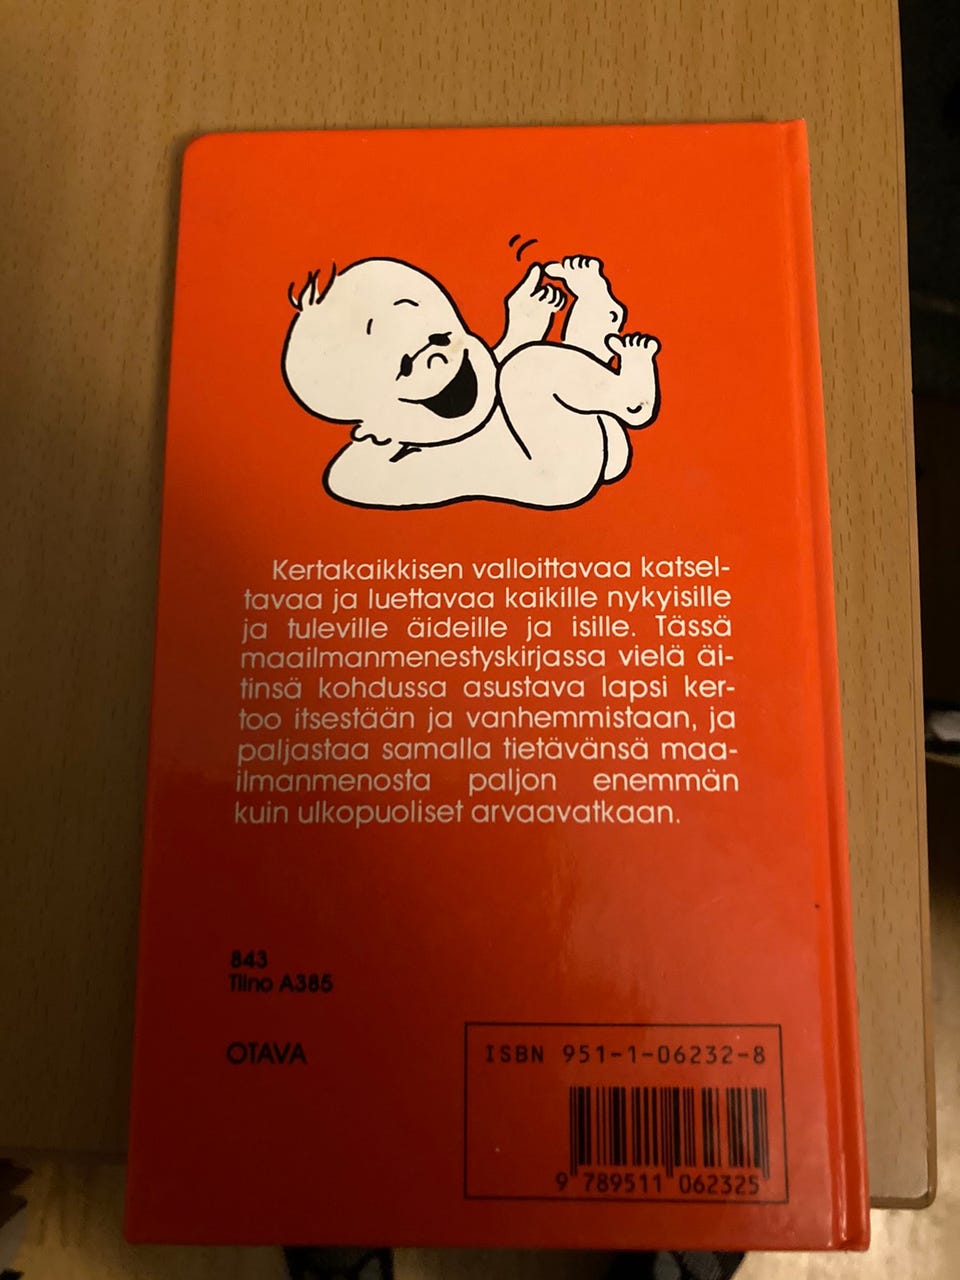 Kertakaikkisen valloittavaa katsel-
tavaa ja luettavaa kaikille nykyisille
ja tuleville äideille ja isille. Tässä
maailmanmenestyskirjassa vielä äi-
tinsä kohdussa asustava lapsi ker-
too itsestään ja vanhemmistaan, ja
paljastaa samalla tietävänsä maa-
ilmanmenosta paljon enemmän
kuin ulkopuoliset arvaavatkaan.
843
Tiino A385
OTAVA
ISBN 951-1-06232-8
9 789511 062325